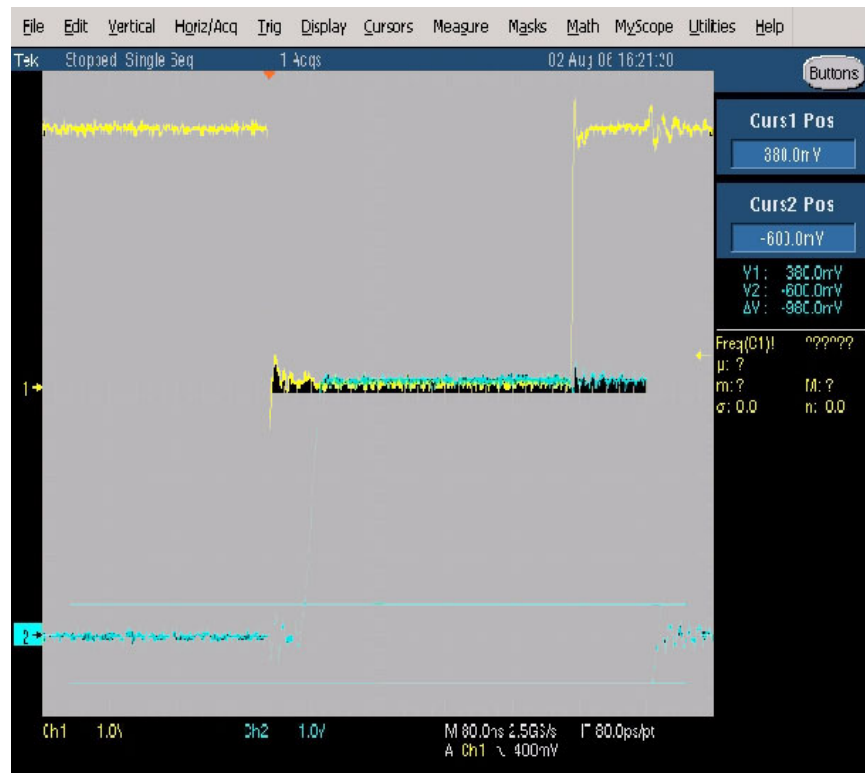 File Edit Vertical Horiz/Acq Trig Display Cursors Measure Masks Math MyScope Utilities Help
Tek Stopped Single Seq 1 Acqs 02 Aug 06 16:21:20
Buttons
Curs1 Pos
380.0mV
Curs2 Pos
-600.0mV
V1: 380.0mV
V2: -600.0mV
ΔV: -980.0mV
Freq(C1)! ??????
µ: ?
m: ? M: ?
σ: 0.0 n: 0.0
1
2
Ch1 1.0V Ch2 1.0V M 80.0ns 2.5GS/s IT 80.0ps/pt
A Ch1 400mV